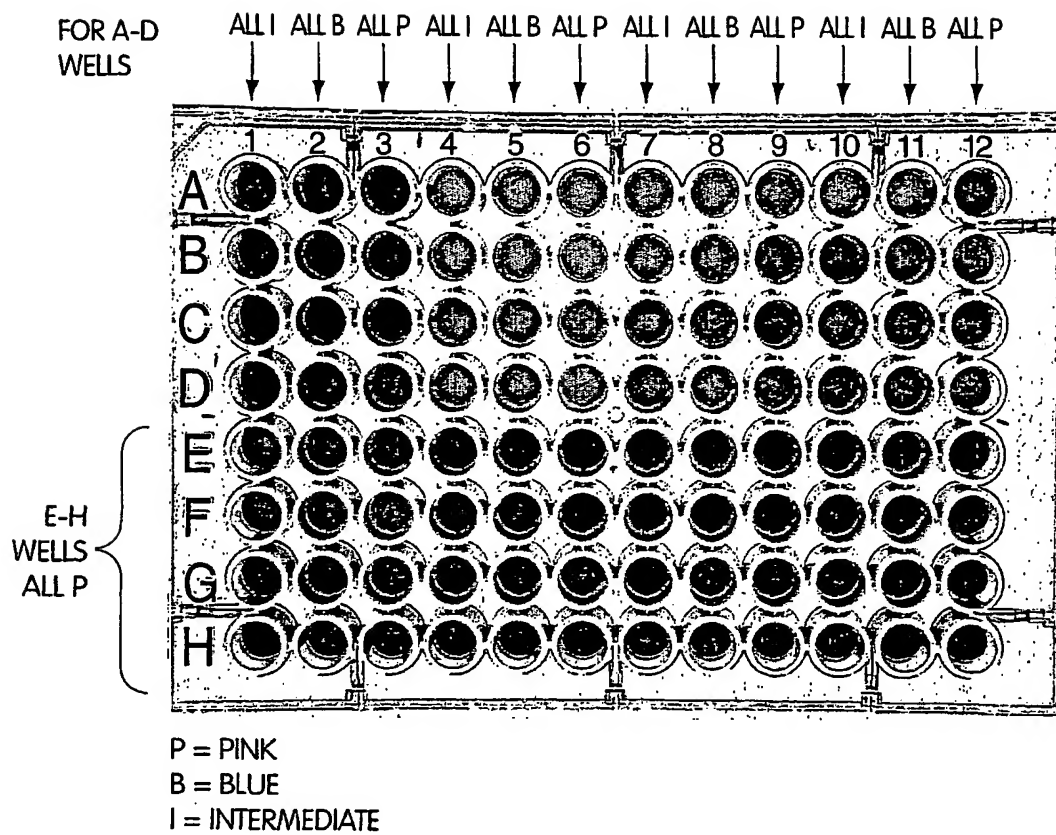 FOR A-D WELLS
ALL I ALL B ALL P ALL I ALL B ALL P ALL I ALL B ALL P ALL I ALL B ALL P
1 2 3 4 5 6 7 8 9 10 11 12
A
B
C
D
E
F
G
H
E-H
WELLS
ALL P
P = PINK
B = BLUE
I = INTERMEDIATE